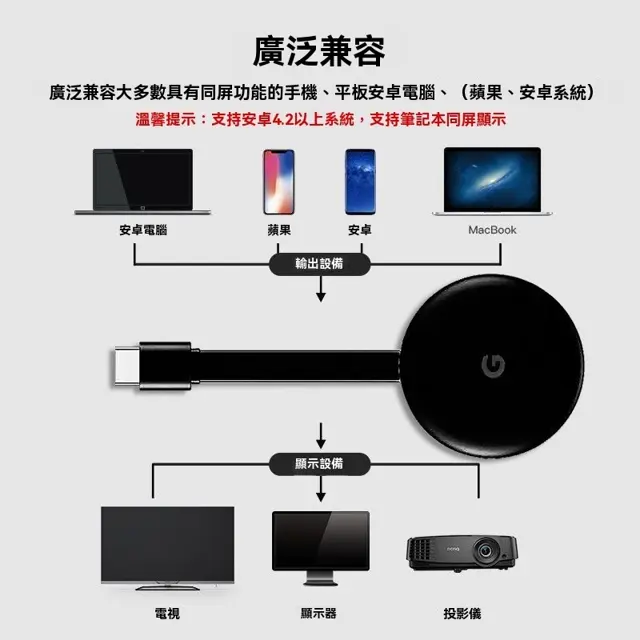 廣泛兼容
廣泛兼容大多數具有同屏功能的手機、平板安卓電腦、（蘋果、安卓系統）
溫馨提示：支持安卓4.2以上系統，支持筆記本同屏顯示
安卓電腦
蘋果
安卓
MacBook
輸出設備
G
顯示設備
電視
顯示器
投影儀